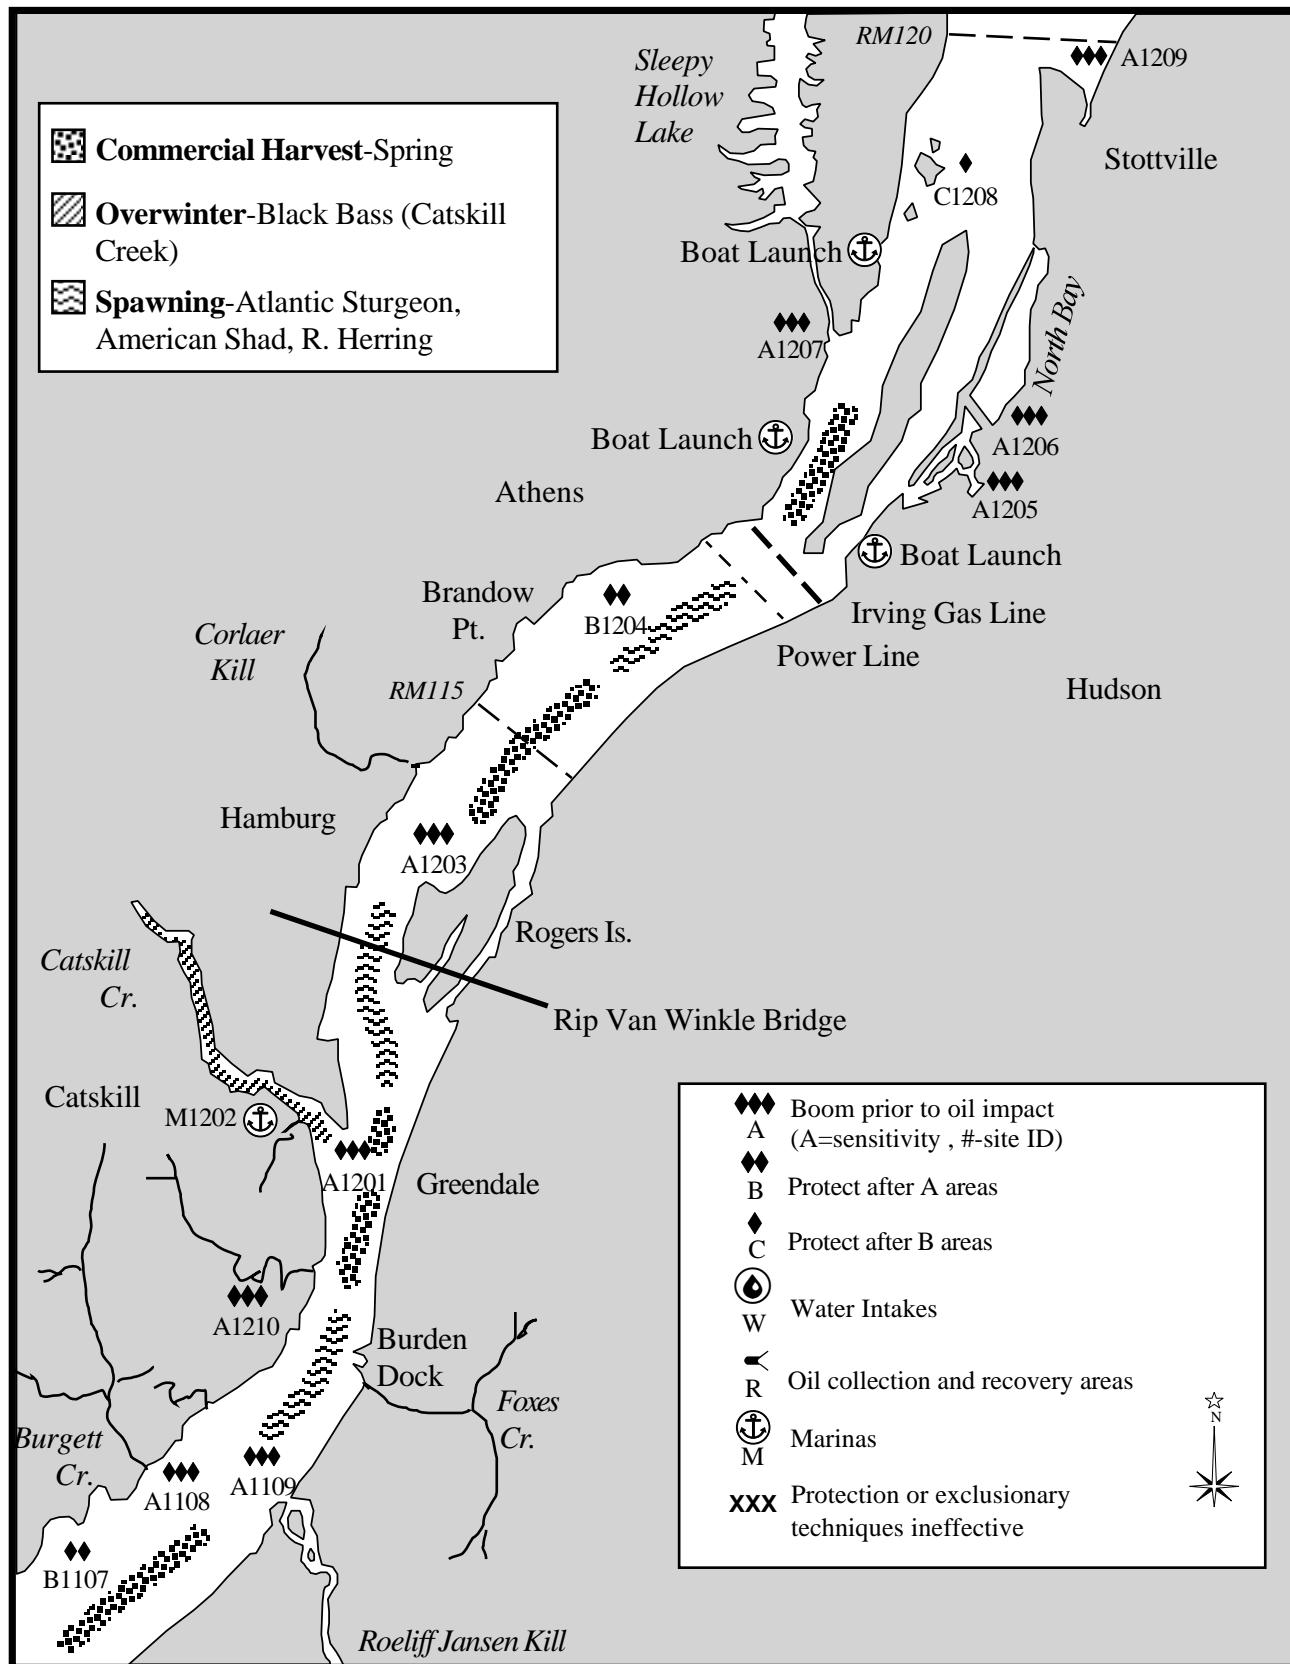 RM120
A1209
Sleepy
Hollow
Lake
Commercial Harvest-Spring
Overwinter-Black Bass (Catskill
Creek)
Spawning-Atlantic Sturgeon,
American Shad, R. Herring
Stottville
C1208
Boat Launch
North Bay
A1207
Boat Launch
A1206
Athens
A1205
Boat Launch
Brandow
Pt.
B1204
Irving Gas Line
Corlaer
Kill
Power Line
RM115
Hudson
Hamburg
A1203
Rogers Is.
Catskill
Cr.
Rip Van Winkle Bridge
Catskill
M1202
A1201
Greendale
A1210
Burden
Dock
Foxes
Cr.
Burgett
Cr.
A1108
A1109
B1107
Roeliff Jansen Kill
A
Boom prior to oil impact
(A=sensitivity , #-site ID)
B
Protect after A areas
C
Protect after B areas
W
Water Intakes
R
Oil collection and recovery areas
M
Marinas
XXX
Protection or exclusionary
techniques ineffective
N